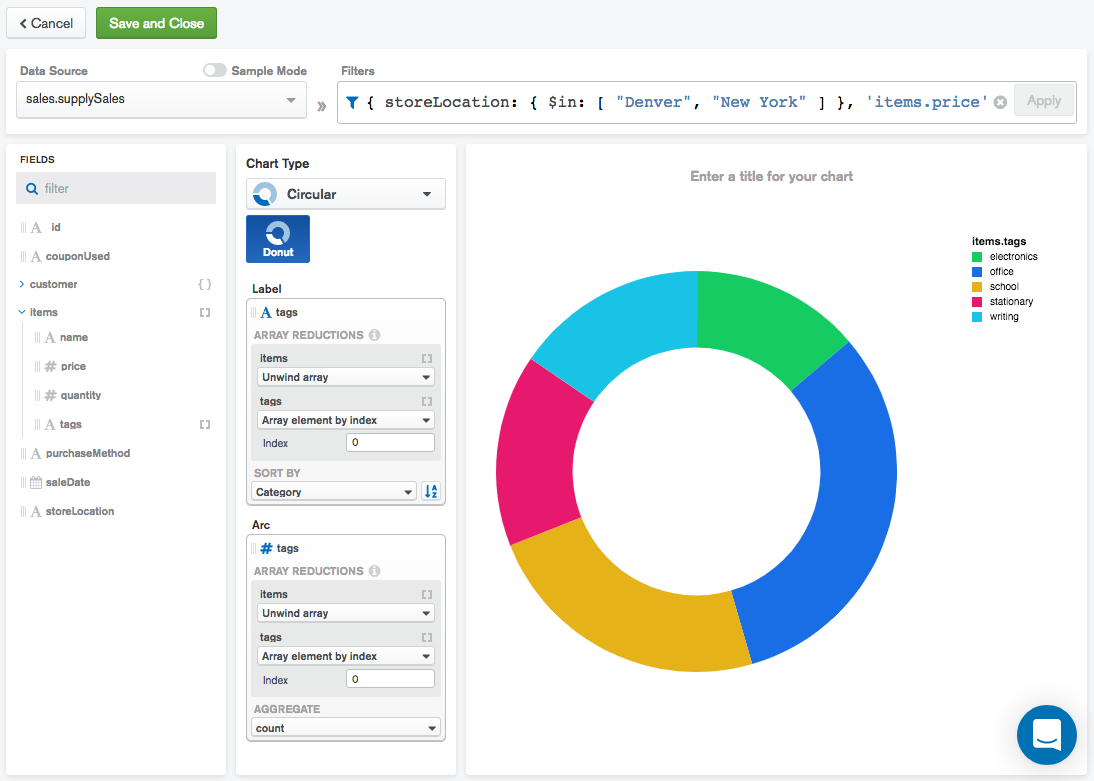 Cancel
Save and Close
Data Source
Sample Mode
Filters
sales.supplySales
{ storeLocation: { $in: [ "Denver", "New York" ] }, 'items.price'
Apply
FIELDS
filter
id
couponUsed
customer
{ }
items
[ ]
name
price
quantity
tags
[ ]
purchaseMethod
saleDate
storeLocation
Chart Type
Circular
Donut
Label
tags
ARRAY REDUCTIONS
items
[ ]
Unwind array
tags
[ ]
Array element by index
Index
0
SORT BY
Category
Arc
tags
ARRAY REDUCTIONS
items
[ ]
Unwind array
tags
[ ]
Array element by index
Index
0
AGGREGATE
count
Enter a title for your chart
items.tags
electronics
office
school
stationary
writing